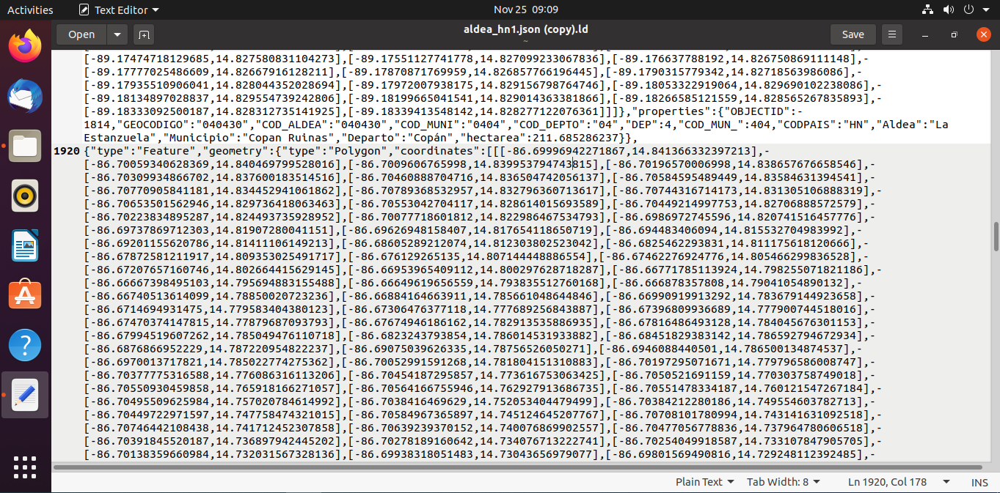 Activities
Text Editor
Nov 25 09:09
Open
aldea_hn1.json (copy).ld
~
Save
[-89.17474718129685,14.827580831104273],[-89.17551127741778,14.827099233067836],[-89.176637788192,14.826750869111148],-
[-89.17777025486609,14.82667916128211],[-89.17870871769959,14.826857766196445],[-89.1790315779342,14.82718563986086],-
[-89.17935510906041,14.828044352028694],[-89.17972007938175,14.829156798764746],[-89.18053322919064,14.829690102238086],-
[-89.18134897028837,14.829554739242806],[-89.18199665041541,14.829014363381866],[-89.18266585121559,14.828565267835893],-
[-89.18333092500187,14.828312735141925],[-89.18339413548142,14.828277122076361]]]},"properties":{"OBJECTID":-
1814,"GEOCODIGO":"040430","COD_ALDEA":"040430","COD_MUNI":"0404","COD_DEPTO":"04","DEP":4,"COD_MUN_":404,"CODPAIS":"HN","Aldea":"La
Estanzuela","Municipio":"Copan Ruinas","Departo":"Copán","hectarea":211.685286237}},
1920 {"type":"Feature","geometry":{"type":"Polygon","coordinates":[[[-86.69996942271867,14.841366332397213],-
[-86.70059340628369,14.840469799528016],[-86.7009606765998,14.839953794743815],[-86.70196570006998,14.838657676658546],-
[-86.70309934866702,14.837600183514516],[-86.70460888704716,14.836504742056137],[-86.70584595489449,14.83584631394541],-
[-86.70770905841181,14.834452941061862],[-86.70789368532957,14.832796360713617],[-86.70744316714173,14.831305106888319],-
[-86.70653501562946,14.829736418063463],[-86.70553042704117,14.828614015693589],[-86.70449214997753,14.82706888572579],-
[-86.70223834895287,14.824493735928952],[-86.70077718601812,14.822986467534793],[-86.6986972745596,14.820741516457776],-
[-86.69737869712303,14.81907280041151],[-86.69626948158407,14.817654118650719],[-86.694483406094,14.815532704983992],-
[-86.69201155620786,14.81411106149213],[-86.68605289212074,14.812303207323042],[-86.6825462293831,14.811175618120666],-
[-86.67872581211917,14.809353025491717],[-86.676129265135,14.807144448886554],[-86.67462276924776,14.805466299836528],-
[-86.67207657160746,14.802664415629145],[-86.66953965409112,14.800297628718287],[-86.66771785113924,14.798255071821186],-
[-86.66667398495103,14.795694883155488],[-86.66649619656559,14.793835512760168],[-86.666878357808,14.79041054890132],-
[-86.66740513614099,14.78850020723236],[-86.66884164663911,14.785661048644846],[-86.66990919913292,14.783679144923658],-
[-86.6714694931475,14.779583404380123],[-86.67306476377118,14.777689256843887],[-86.67396809936689,14.777900744518016],-
[-86.67470374147815,14.77879687093793],[-86.67674946186162,14.782913535886935],[-86.67816486493128,14.784045676301153],-
[-86.67994519607262,14.785049476110718],[-86.6823243793854,14.786014531933882],[-86.68451829383142,14.786592794672934],-
[-86.6876866952229,14.787220954822237],[-86.69075039626335,14.78756526050271],[-86.6946088440501,14.786500134874537],-
[-86.6970013717821,14.785022774275362],[-86.70052991591268,14.781804151310883],[-86.70197295071671,14.779796586008747],-
[-86.70377775316588,14.776086316113206],[-86.70454187295857,14.773616753063425],[-86.7050521691159,14.770303758749018],-
[-86.70550930459858,14.765918166271057],[-86.70564166755946,14.762927213686735],[-86.70551478334187,14.760121547267184],-
[-86.70495509625984,14.757020784614992],[-86.7038416469629,14.752053404479499],[-86.70384212280186,14.749554603782713],-
[-86.70449722971597,14.747758474321015],[-86.70584967365897,14.745124645207767],[-86.70708101780994,14.743141631092518],-
[-86.70746442108438,14.741712452307858],[-86.70639239370152,14.740076869902557],[-86.70477056778836,14.737964780606518],-
[-86.70391845520187,14.736897942445202],[-86.70278189160642,14.734076713222741],[-86.70254049918587,14.733107847905705],-
[-86.70138359660984,14.732031567328136],[-86.69938318051483,14.73043656979077],[-86.69801569490816,14.729248112392485],-
Plain Text
Tab Width: 8
Ln 1920, Col 178
INS